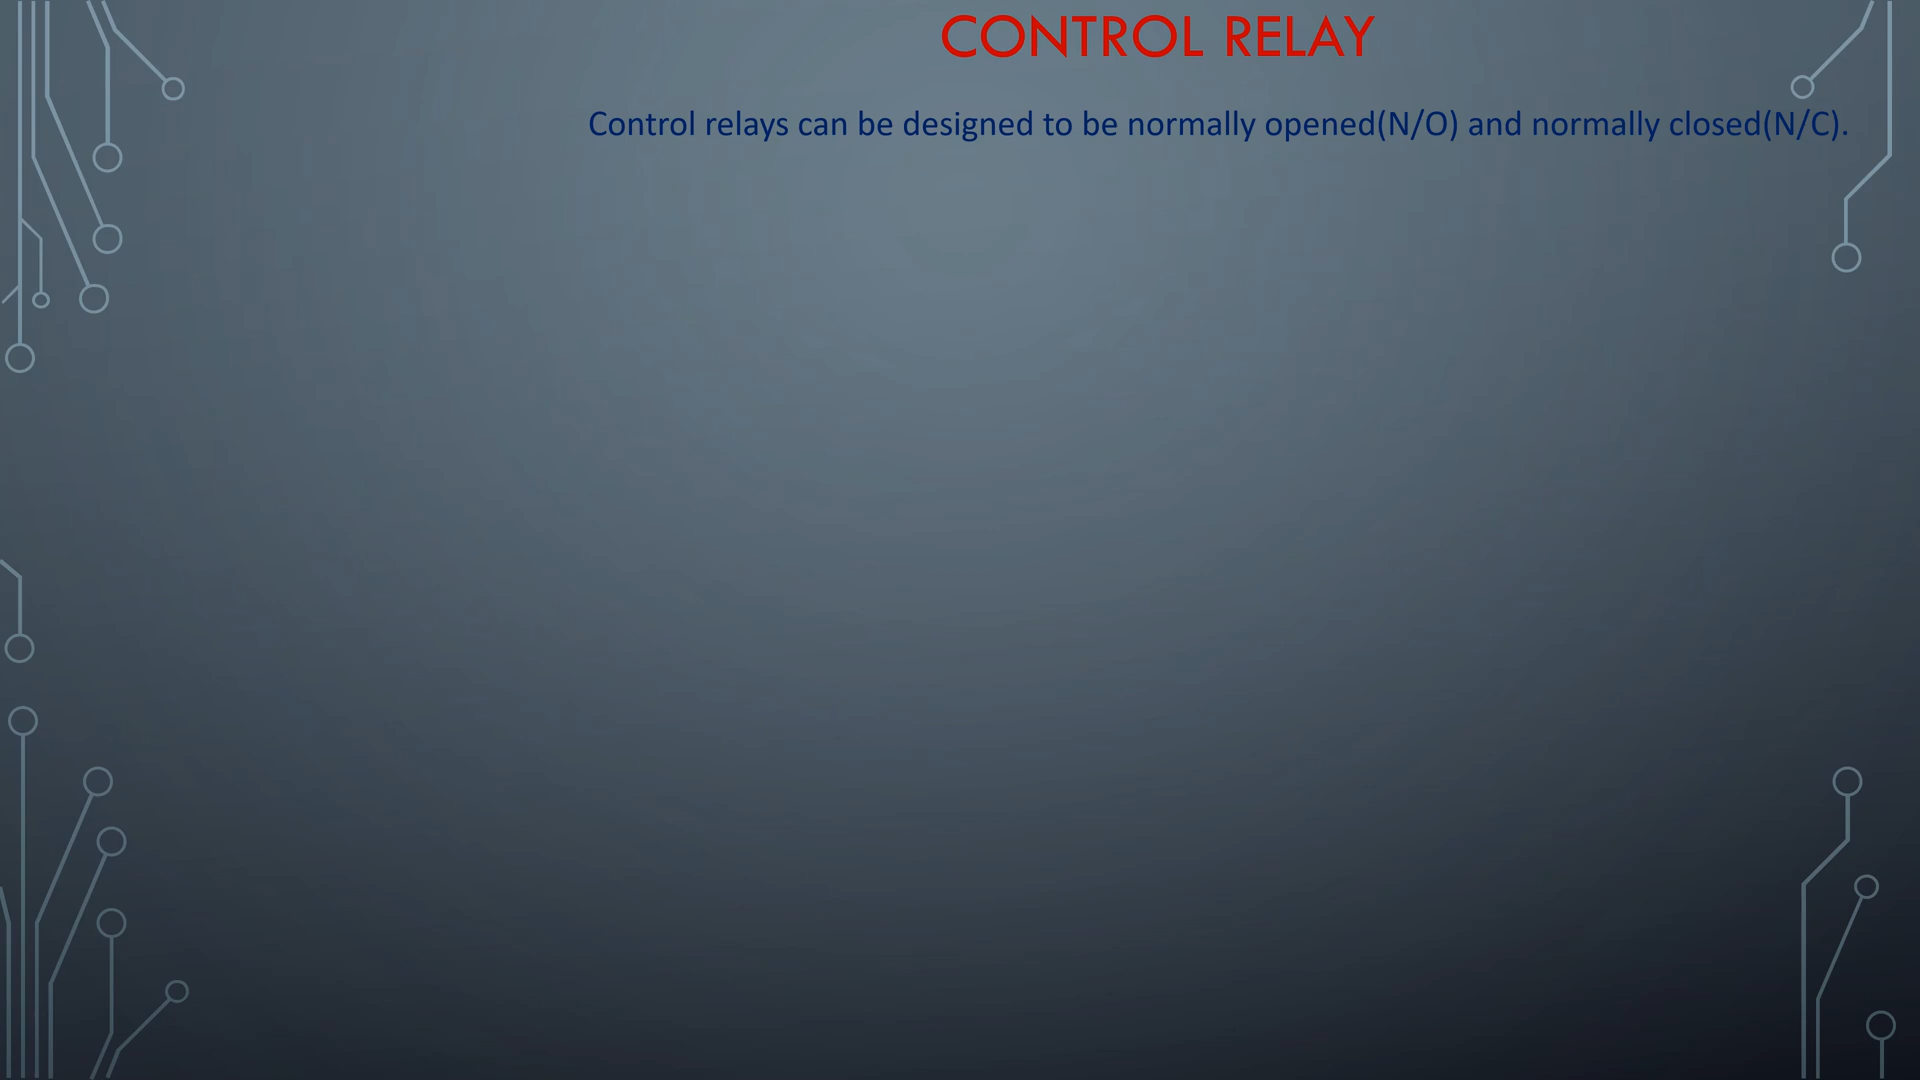 CONTROL RELAY
Control relays can be designed to be normally opened(N/O) and normally closed(N/C).